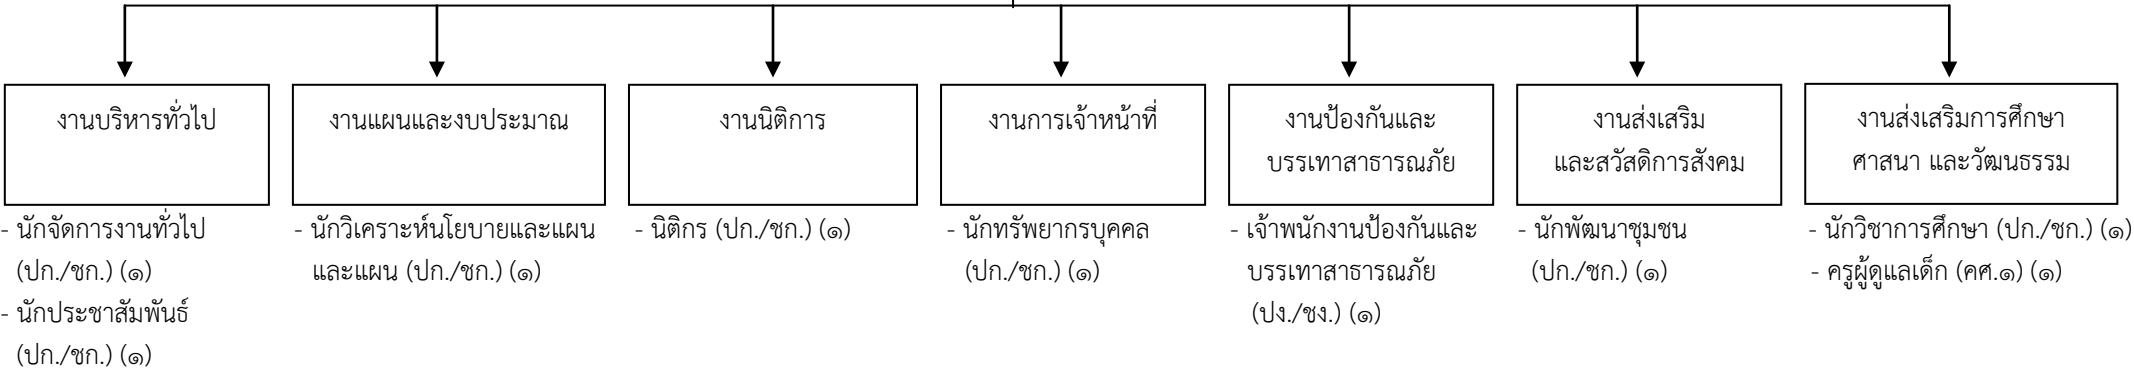 งานบริหารทั่วไป
งานแผนและงบประมาณ
งานนิติการ
งานการเจ้าหน้าที่
งานป้องกันและ
บรรเทาสาธารณภัย
งานส่งเสริม
และสวัสดิการสังคม
งานส่งเสริมการศึกษา
ศาสนา และวัฒนธรรม
- นักจัดการงานทั่วไป
(ปก./ชก.) (๑)
- นักประชาสัมพันธ์
(ปก./ชก.) (๑)
- นักวิเคราะห์นโยบายและแผน
และแผน (ปก./ชก.) (๑)
- นิติกร (ปก./ชก.) (๑)
- นักทรัพยากรบุคคล
(ปก./ชก.) (๑)
- เจ้าพนักงานป้องกันและ
บรรเทาสาธารณภัย
(ปง./ชง.) (๑)
- นักพัฒนาชุมชน
(ปก./ชก.) (๑)
- นักวิชาการศึกษา (ปก./ชก.) (๑)
- ครูผู้ดูแลเด็ก (คศ.๑) (๑)